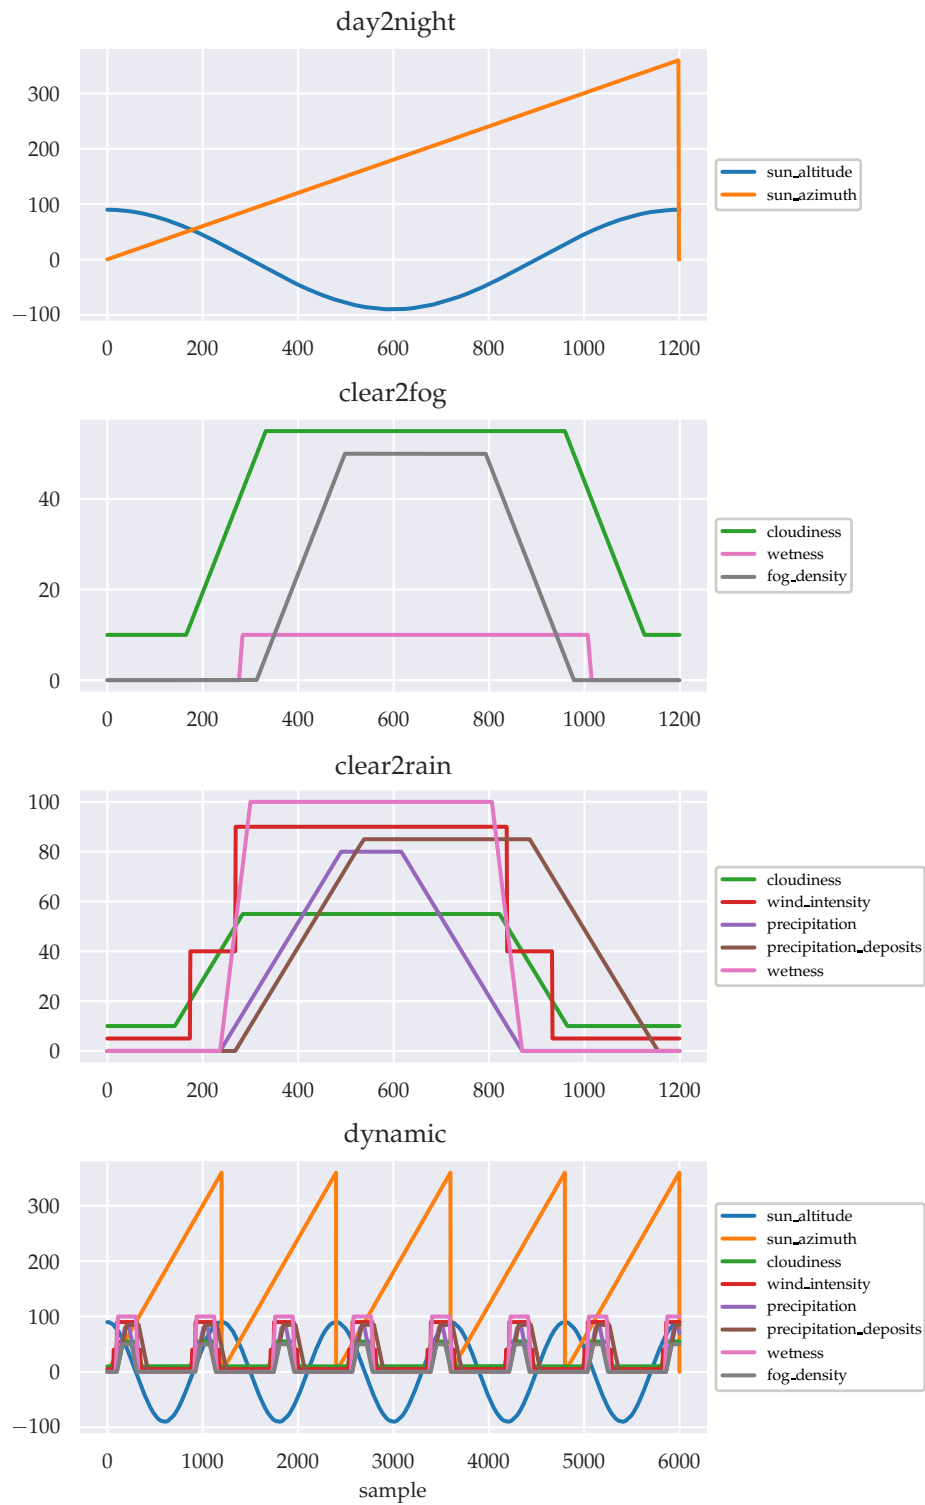 day2night
300
200
100
0
−100
0 200 400 600 800 1000 1200
sun_altitude
sun_azimuth
clear2fog
40
20
0
0 200 400 600 800 1000 1200
cloudiness
wetness
fog_density
clear2rain
100
80
60
40
20
0
0 200 400 600 800 1000 1200
cloudiness
wind_intensity
precipitation
precipitation_deposits
wetness
dynamic
300
200
100
0
−100
0 1000 2000 3000 4000 5000 6000
sample
sun_altitude
sun_azimuth
cloudiness
wind_intensity
precipitation
precipitation_deposits
wetness
fog_density